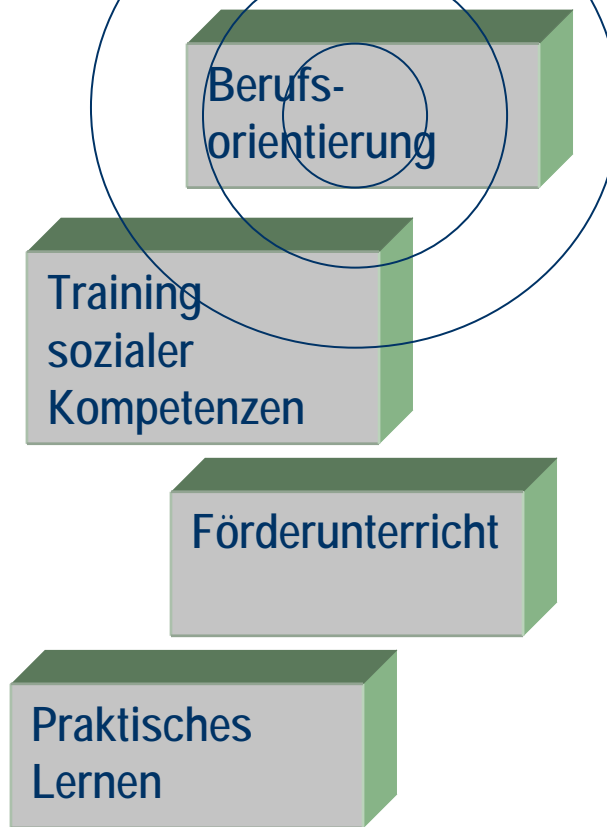 Berufs-
orientierung
Training
sozialer
Kompetenzen
Förderunterricht
Praktisches
Lernen